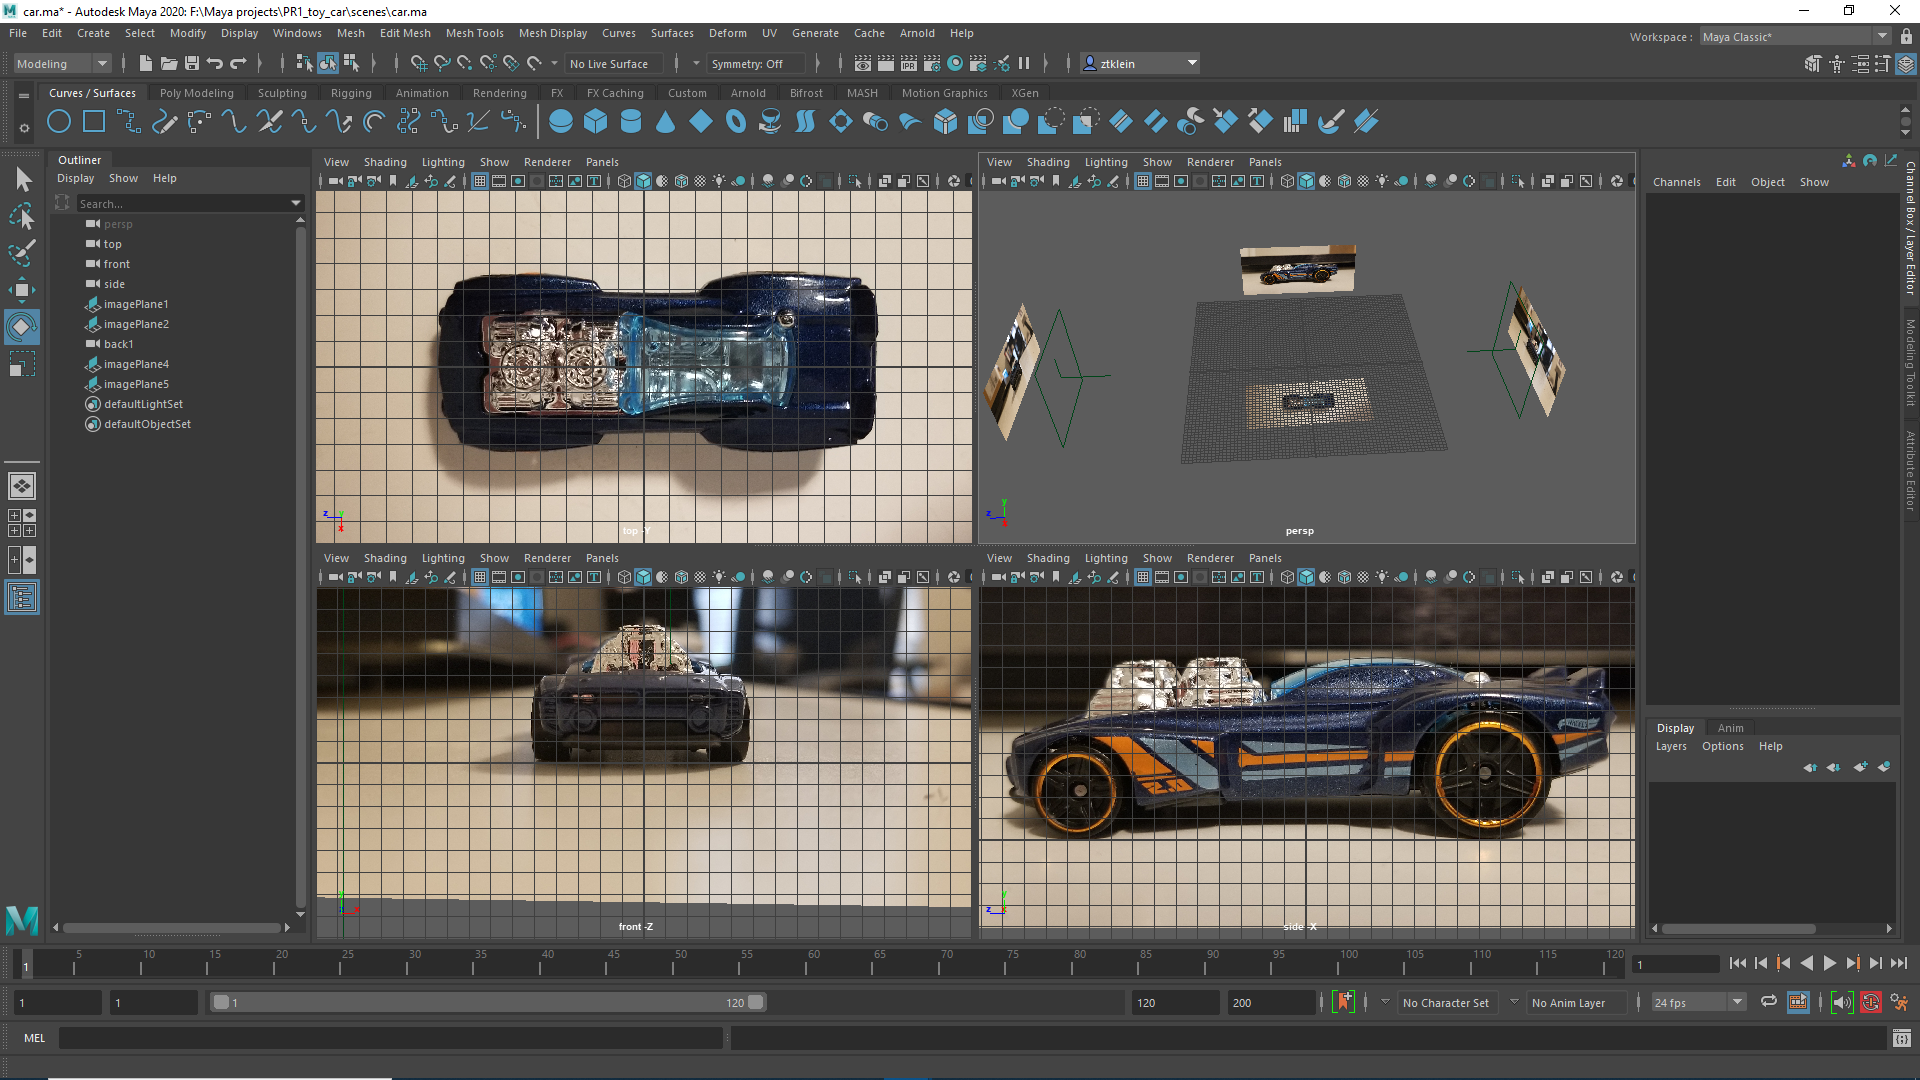 car.ma* - Autodesk Maya 2020: F:\Maya projects\PR1_toy_car\scenes\car.ma
File Edit Create Select Modify Display Windows Mesh Edit Mesh Mesh Tools Mesh Display Curves Surfaces Deform UV Generate Cache Arnold Help
Workspace : Maya Classic*
Modeling No Live Surface Symmetry: Off IPR ztklein
Curves / Surfaces Poly Modeling Sculpting Rigging Animation Rendering FX FX Caching Custom Arnold Bifrost MASH Motion Graphics XGen
Outliner
Display Show Help
Search...
persp
top
front
side
imagePlane1
imagePlane2
back1
imagePlane4
imagePlane5
defaultLightSet
defaultObjectSet
View Shading Lighting Show Renderer Panels
z y
x
top -Y
View Shading Lighting Show Renderer Panels
y
z
x
persp
View Shading Lighting Show Renderer Panels
front -Z
View Shading Lighting Show Renderer Panels
side -X
Channels Edit Object Show
Channel Box / Layer Editor
Modeling Toolkit
Attribute Editor
Display Anim
Layers Options Help
1 5 10 15 20 25 30 35 40 45 50 55 60 65 70 75 80 85 90 95 100 105 110 115 120 1
1 1 1 120 120 200 No Character Set No Anim Layer 24 fps
MEL